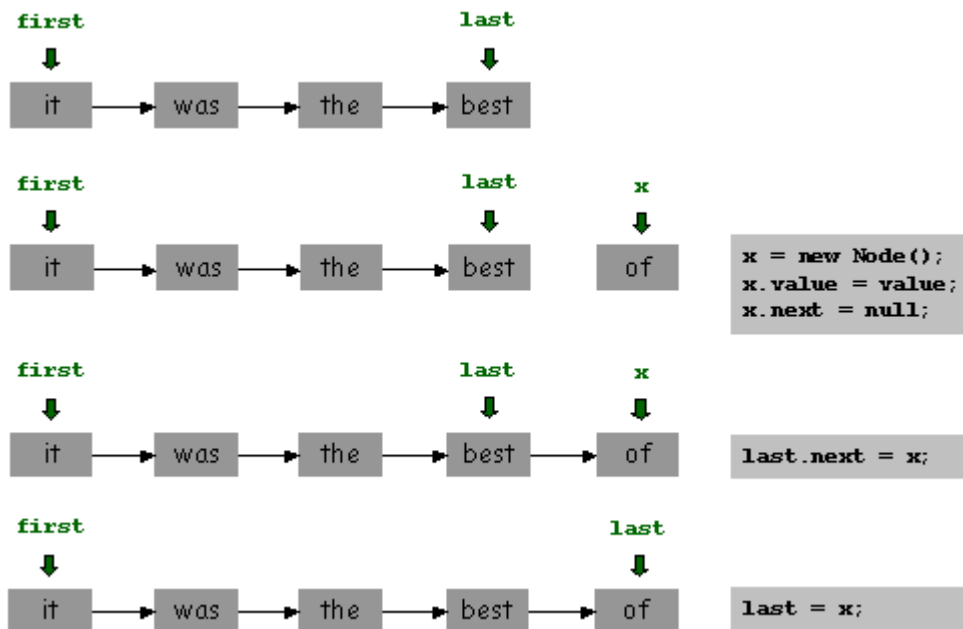 first last
it was the best
first last x
it was the best of
x = new Node();
x.value = value;
x.next = null;
first last x
it was the best of
last.next = x;
first last
it was the best of
last = x;